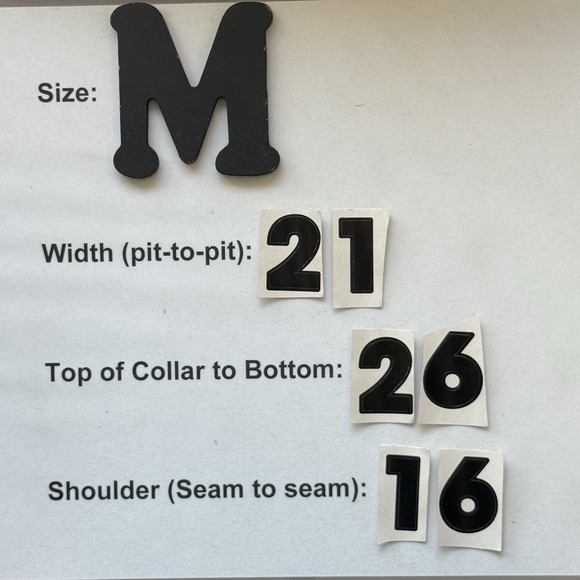 Size: M
Width (pit-to-pit): 21
Top of Collar to Bottom: 26
Shoulder (Seam to seam): 16